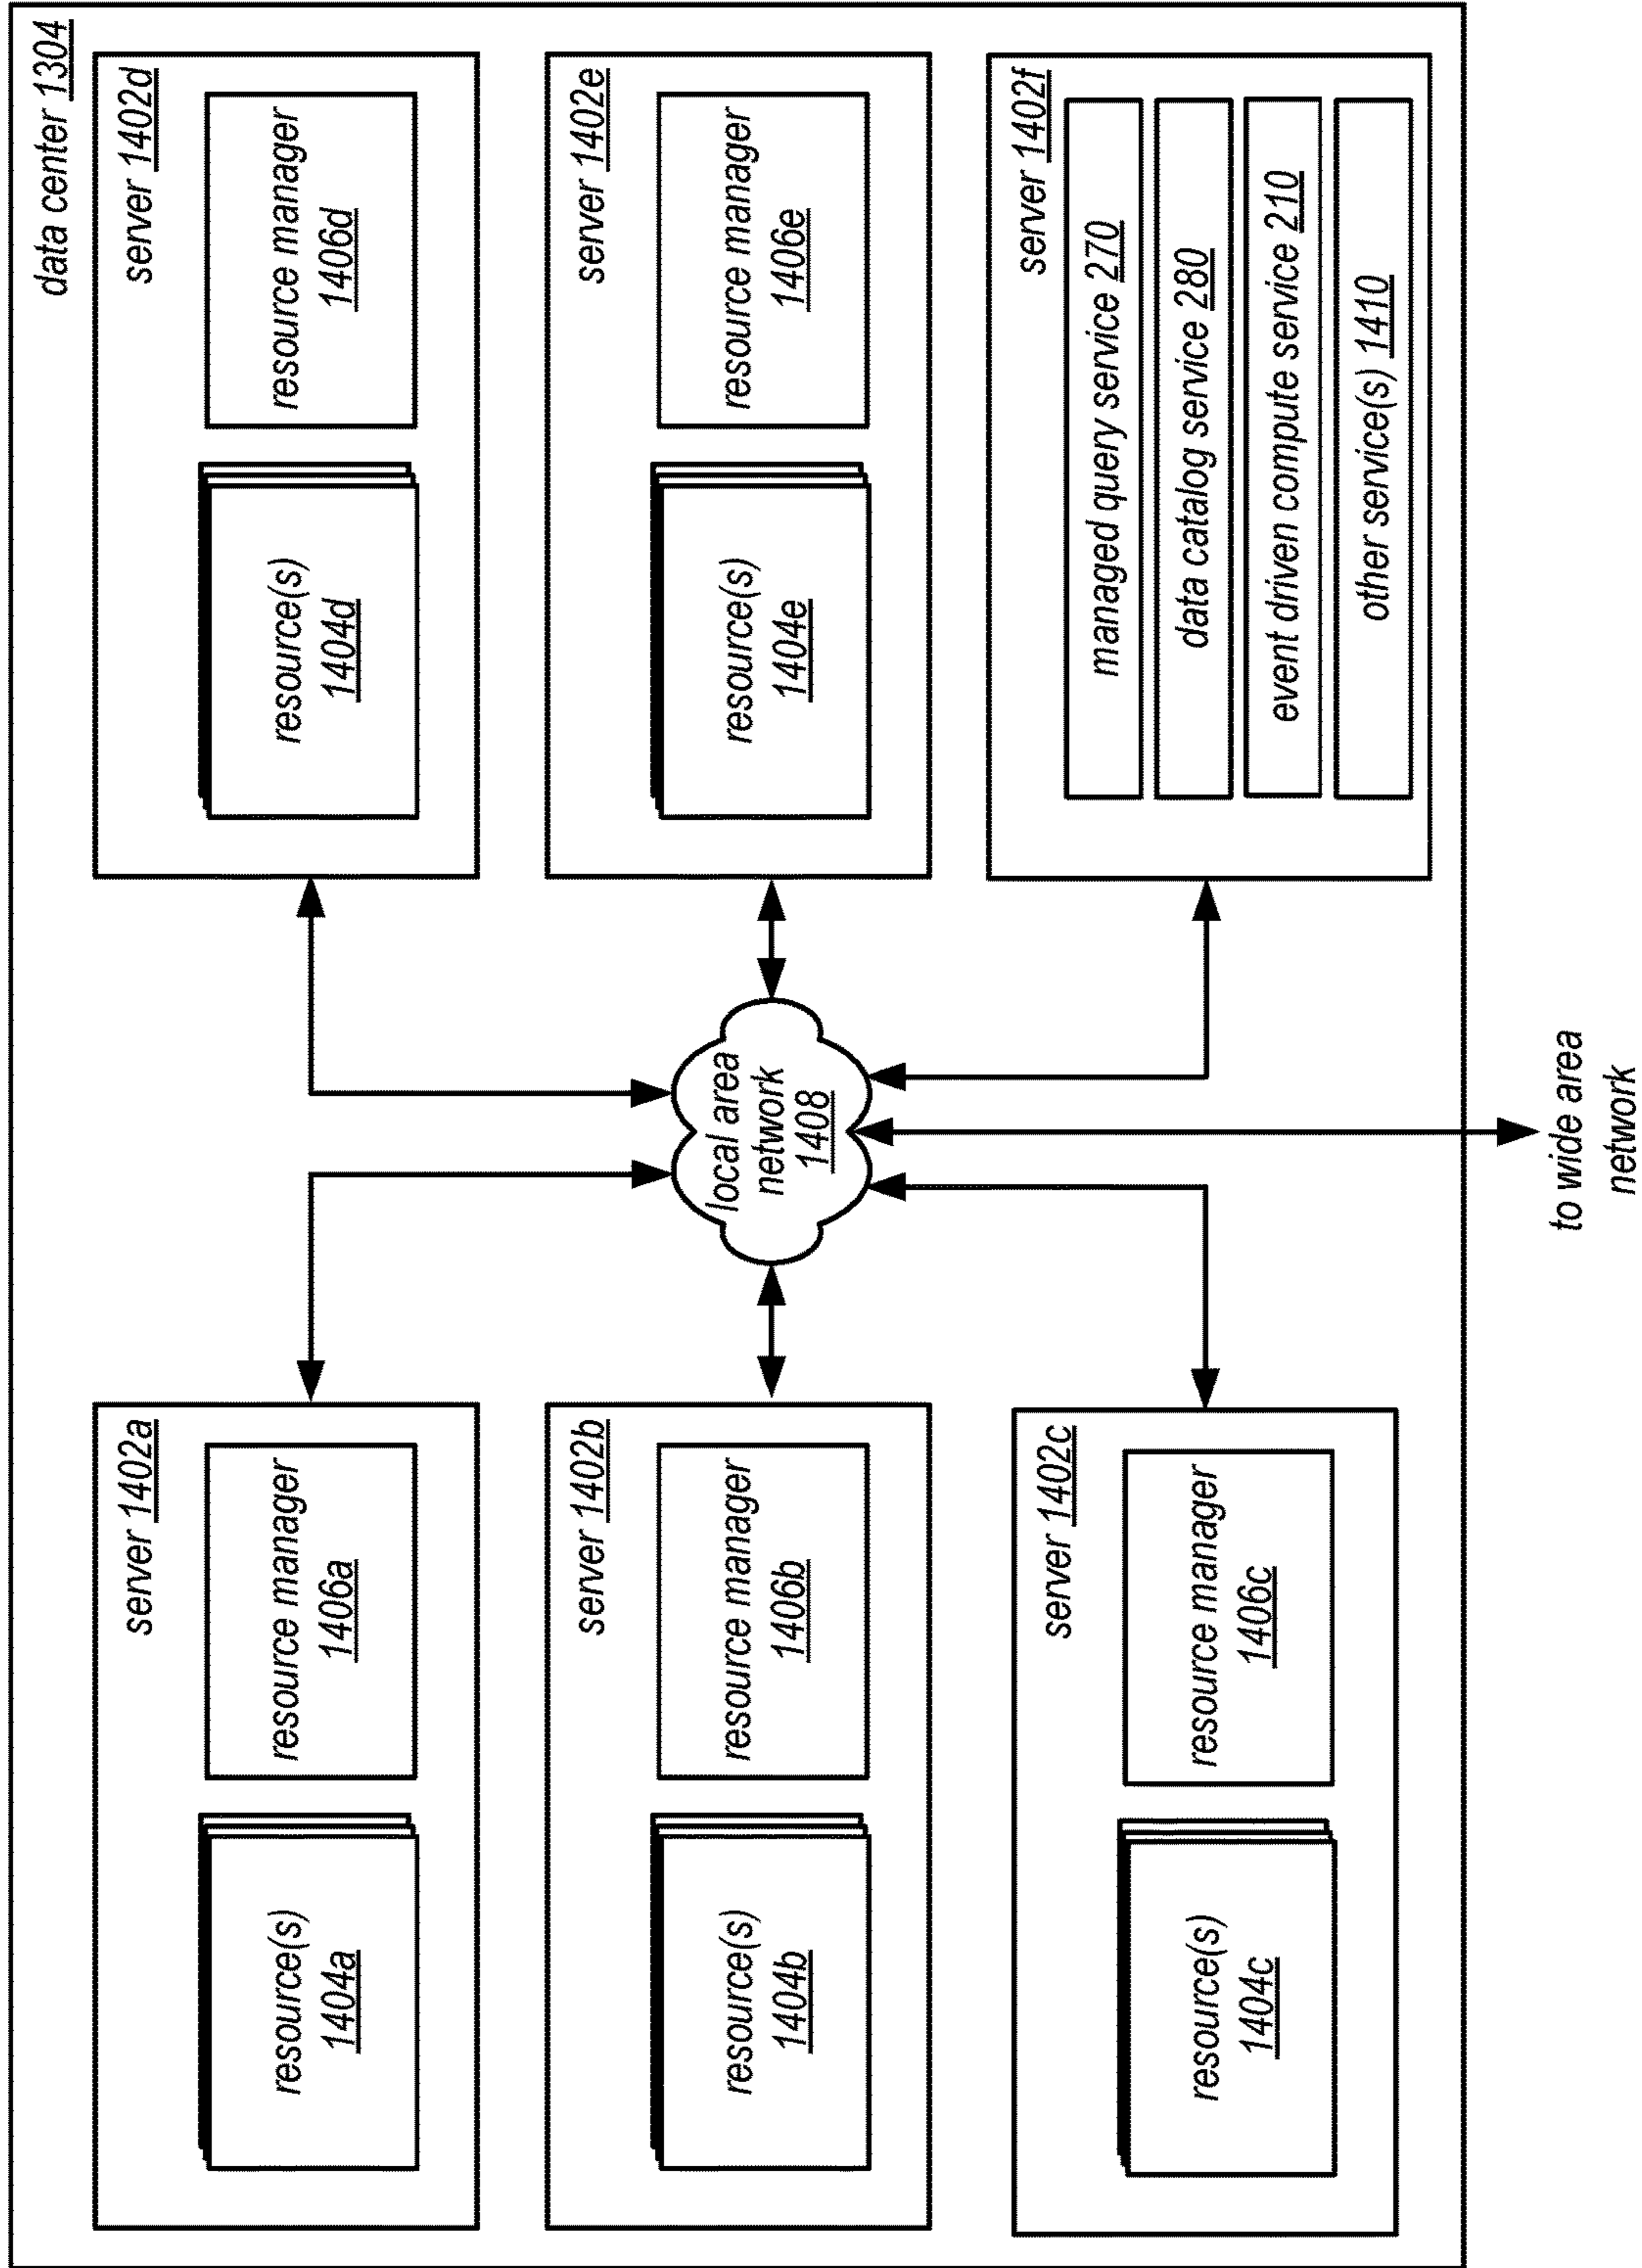 data center 1304
server 1402a
resource(s)
1404a
resource manager
1406a
server 1402b
resource(s)
1404b
resource manager
1406b
server 1402c
resource(s)
1404c
resource manager
1406c
local area
network
1408
server 1402d
resource(s)
1404d
resource manager
1406d
server 1402e
resource(s)
1404e
resource manager
1406e
server 1402f
managed query service 270
data catalog service 280
event driven compute service 210
other service(s) 1410
to wide area
network